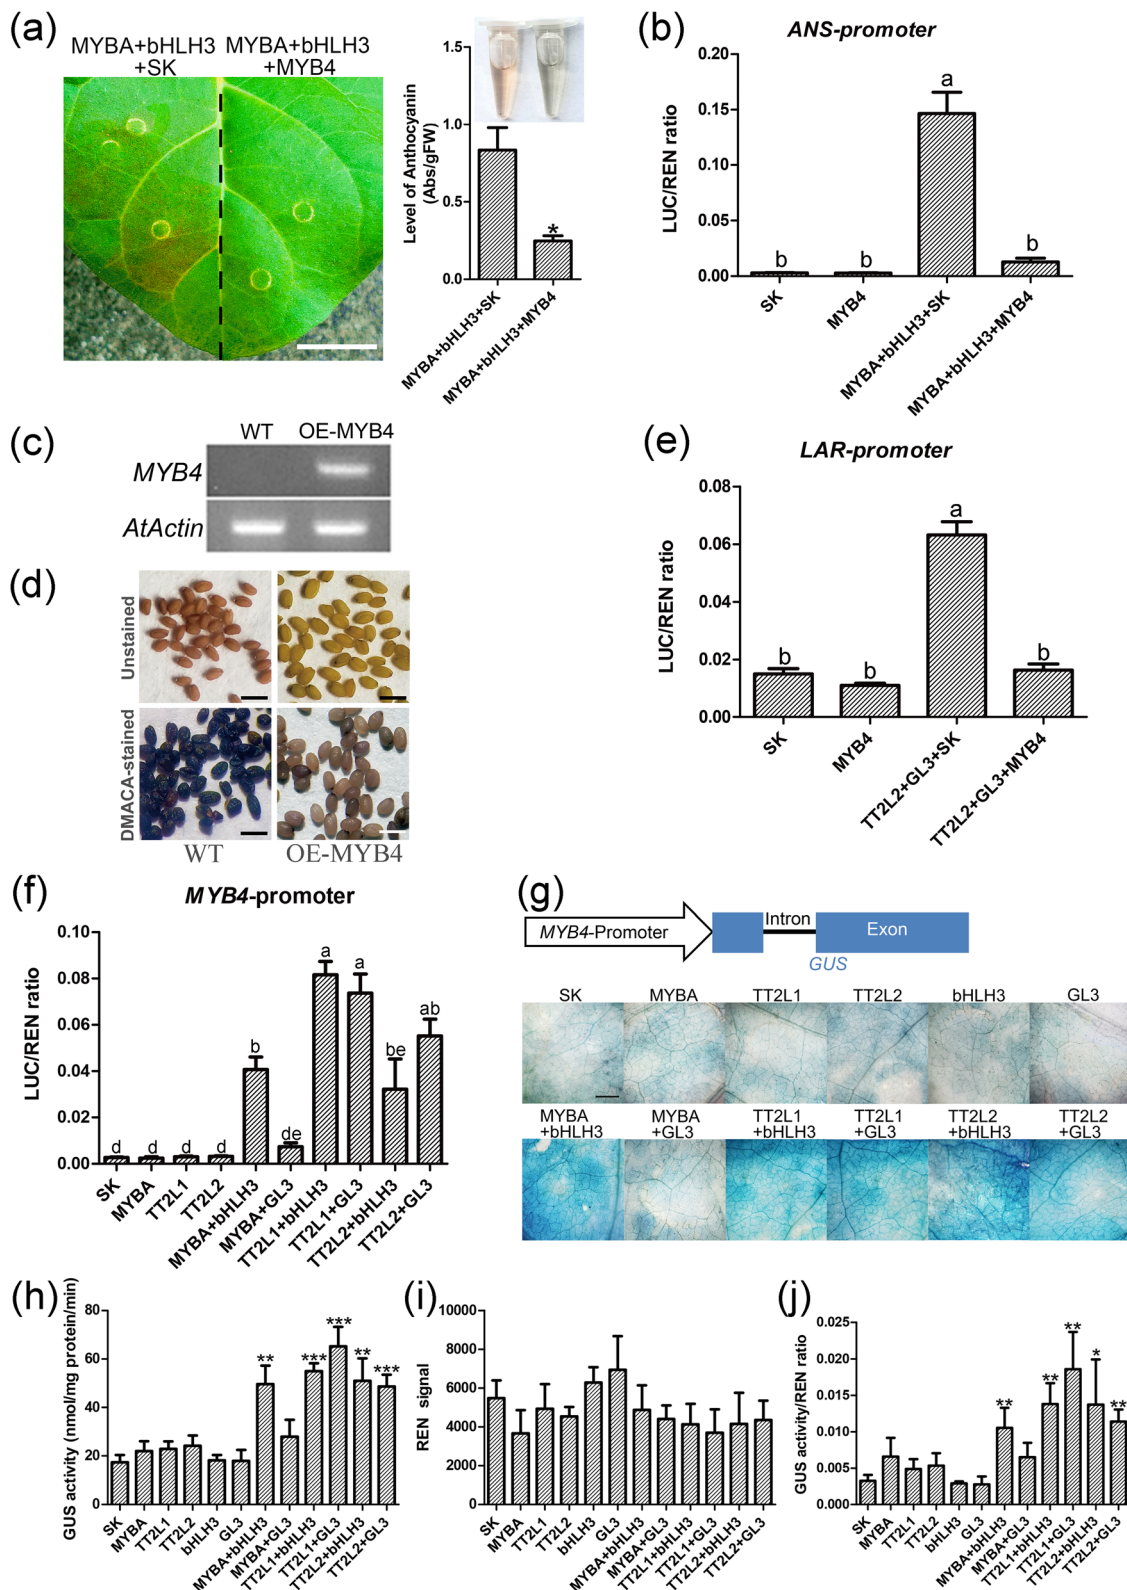 (a)
MYBA+bHLH3
+SK
MYBA+bHLH3
+MYB4
Level of Anthocyanin
(Abs/gFW)
1.5
1.0
0.5
0.0
*
MYBA+bHLH3+SK
MYBA+bHLH3+MYB4
(b)
ANS-promoter
LUC/REN ratio
0.20
0.15
0.10
0.05
0.00
b
b
a
b
SK
MYB4
MYBA+bHLH3+SK
MYBA+bHLH3+MYB4
(c)
WT
OE-MYB4
MYB4
AtActin
(d)
Unstained
DMACA-stained
WT
OE-MYB4
(e)
LAR-promoter
LUC/REN ratio
0.08
0.06
0.04
0.02
0.00
b
b
a
b
SK
MYB4
TT2L2+GL3+SK
TT2L2+GL3+MYB4
(f)
MYB4-promoter
LUC/REN ratio
0.10
0.08
0.06
0.04
0.02
0.00
d
d
d
d
b
de
a
a
be
ab
SK
MYBA
TT2L1
TT2L2
MYBA+bHLH3
MYBA+GL3
TT2L1+bHLH3
TT2L1+GL3
TT2L2+bHLH3
TT2L2+GL3
(g)
MYB4-Promoter
Intron
Exon
GUS
SK
MYBA
TT2L1
TT2L2
bHLH3
GL3
MYBA
+bHLH3
MYBA
+GL3
TT2L1
+bHLH3
TT2L1
+GL3
TT2L2
+bHLH3
TT2L2
+GL3
(h)
GUS activity (nmol/mg protein/min)
80
60
40
20
0
**
***
***
**
***
SK
MYBA
TT2L1
TT2L2
bHLH3
GL3
MYBA+bHLH3
MYBA+GL3
TT2L1+bHLH3
TT2L1+GL3
TT2L2+bHLH3
TT2L2+GL3
(i)
REN signal
10000
8000
6000
4000
2000
0
SK
MYBA
TT2L1
TT2L2
bHLH3
GL3
MYBA+bHLH3
MYBA+GL3
TT2L1+bHLH3
TT2L1+GL3
TT2L2+bHLH3
TT2L2+GL3
(j)
GUS activity/REN ratio
0.025
0.020
0.015
0.010
0.005
0.000
**
**
**
*
**
SK
MYBA
TT2L1
TT2L2
bHLH3
GL3
MYBA+bHLH3
MYBA+GL3
TT2L1+bHLH3
TT2L1+GL3
TT2L2+bHLH3
TT2L2+GL3